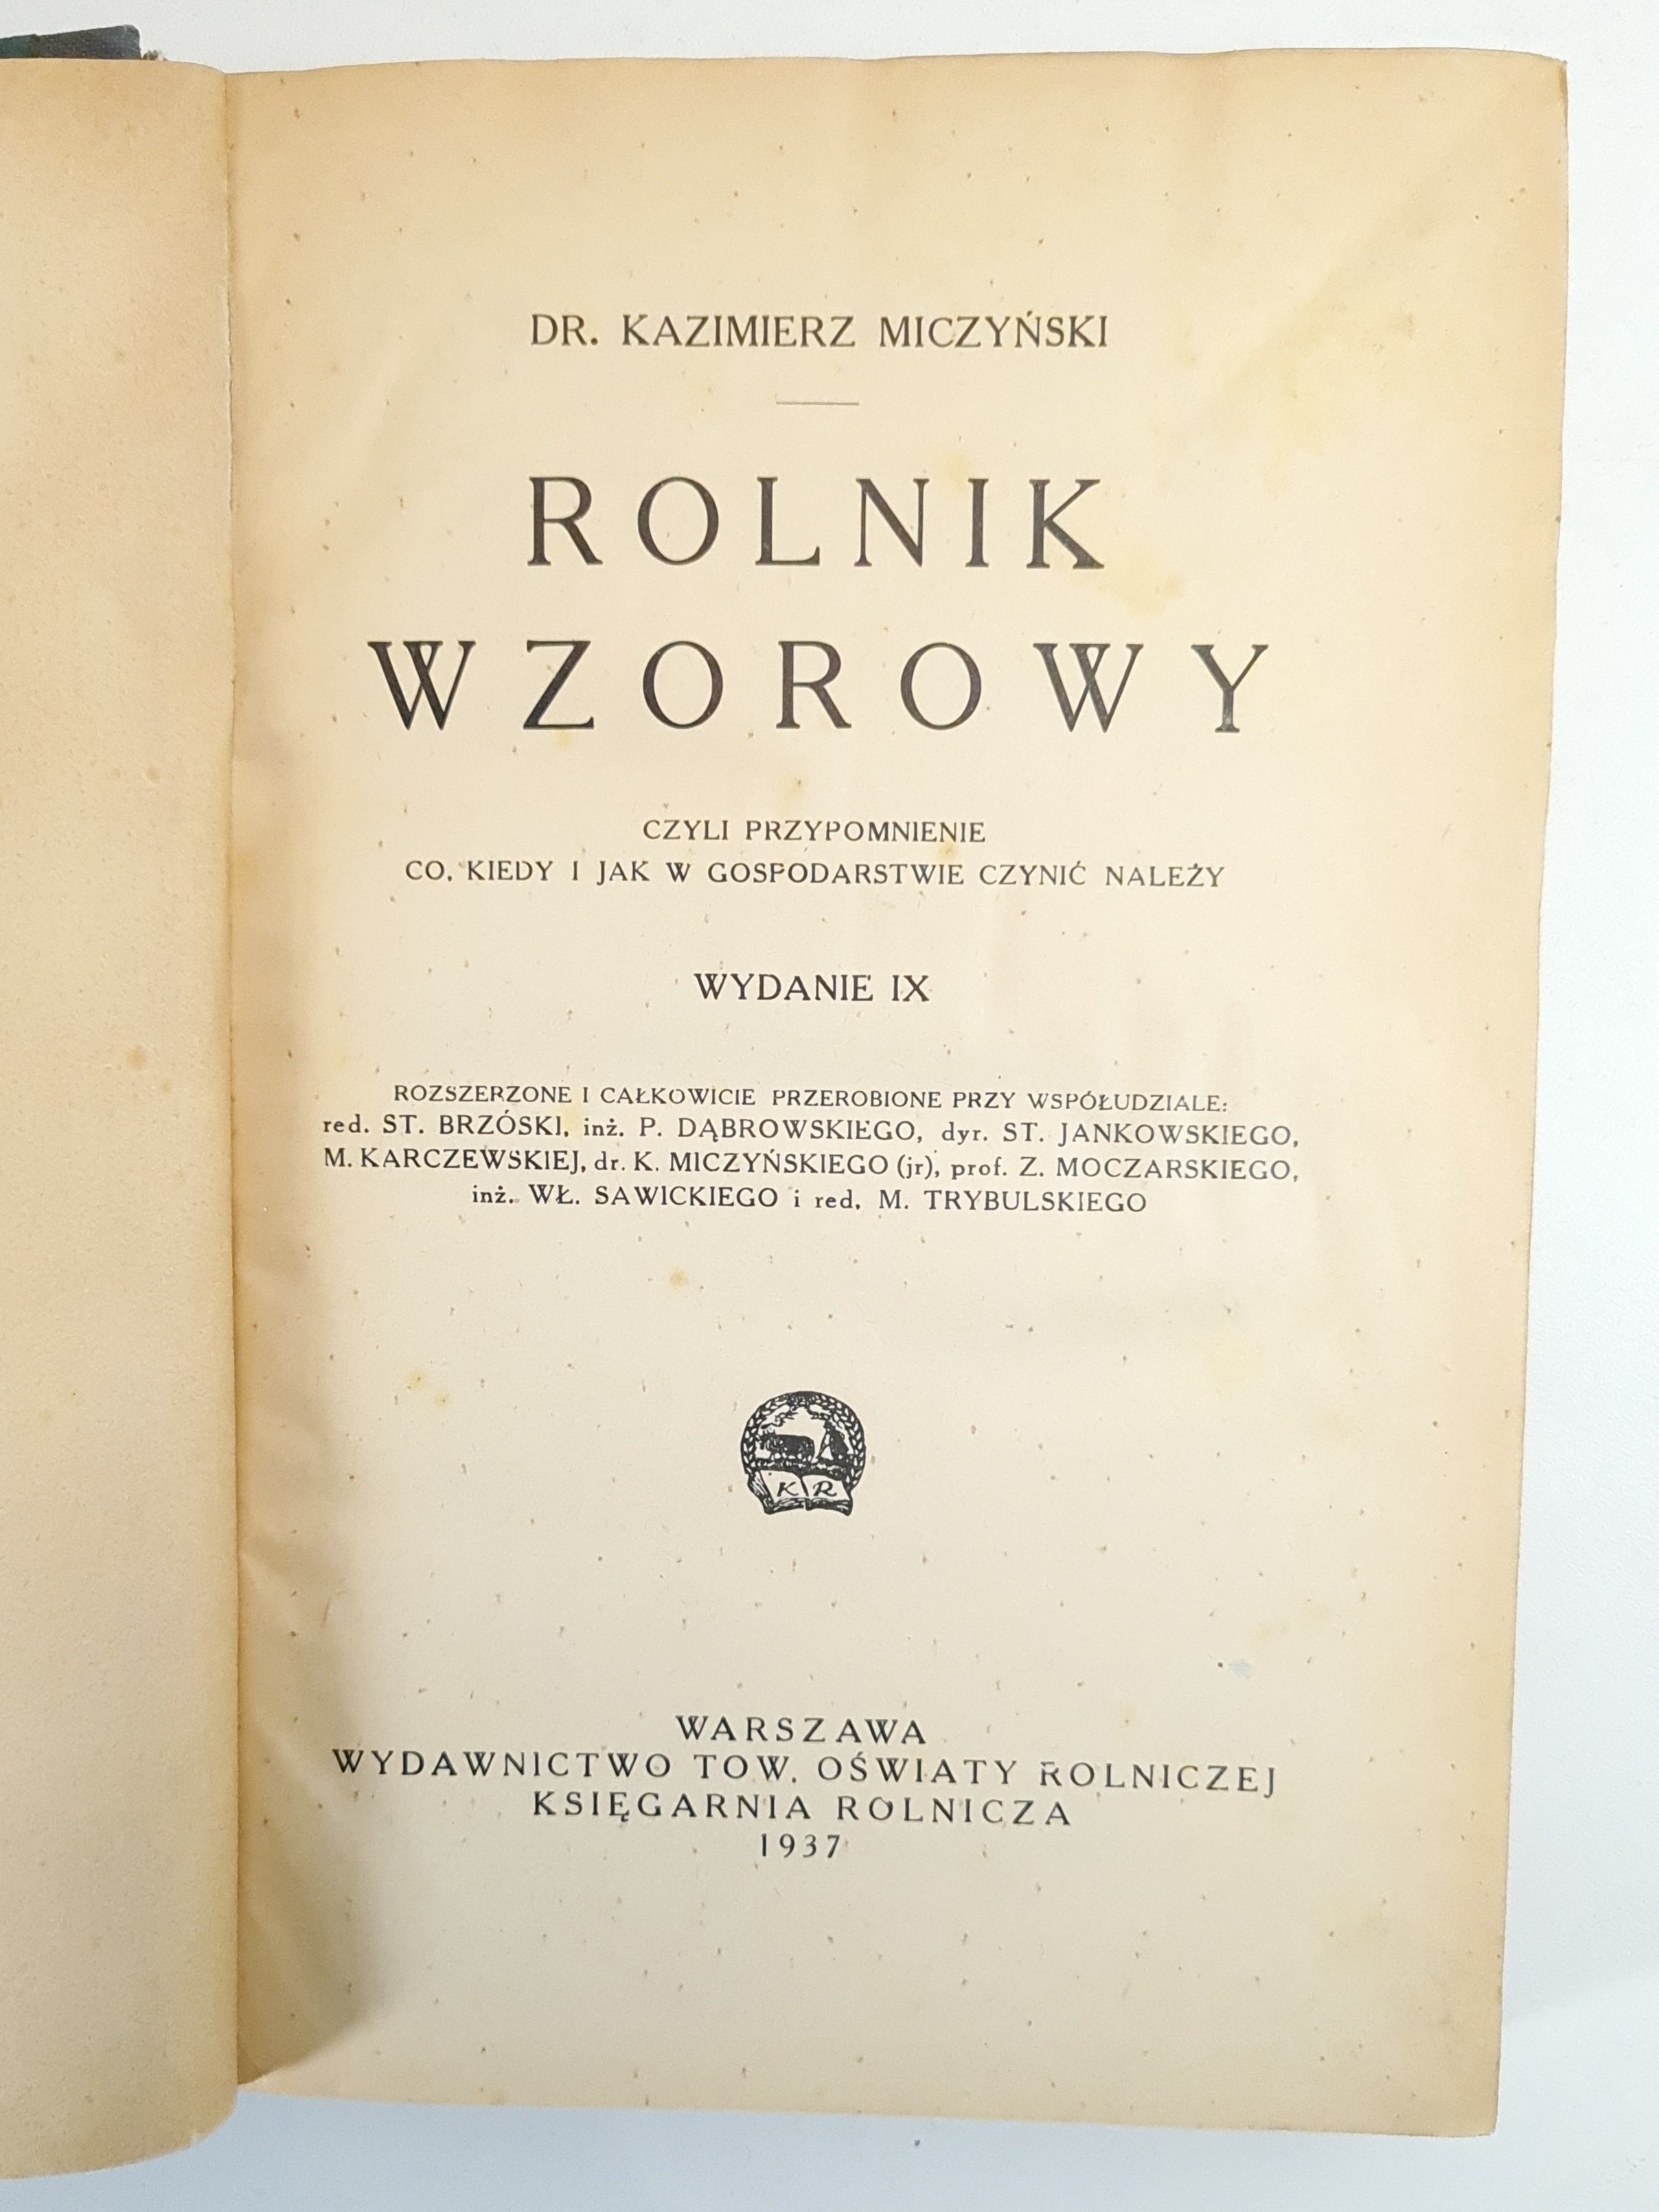 DR. KAZIMIERZ MICZYŃSKI
ROLNIK
WZOROWY
CZYLI PRZYPOMNIENIE
CO, KIEDY I JAK W GOSPODARSTWIE CZYNIĆ NALEŻY
WYDANIE IX
ROZSZERZONE I CAŁKOWICIE PRZEROBIONE PRZY WSPÓŁUDZIALE:
red. ST. BRZÓSKI, inż. P. DĄBROWSKIEGO, dyr. ST. JANKOWSKIEGO,
M. KARCZEWSKIEJ, dr. K. MICZYŃSKIEGO (jr), prof. Z. MOCZARSKIEGO,
inż. WŁ. SAWICKIEGO i red. M. TRYBULSKIEGO
K R
WARSZAWA
WYDAWNICTWO TOW. OŚWIATY ROLNICZEJ
KSIĘGARNIA ROLNICZA
1937